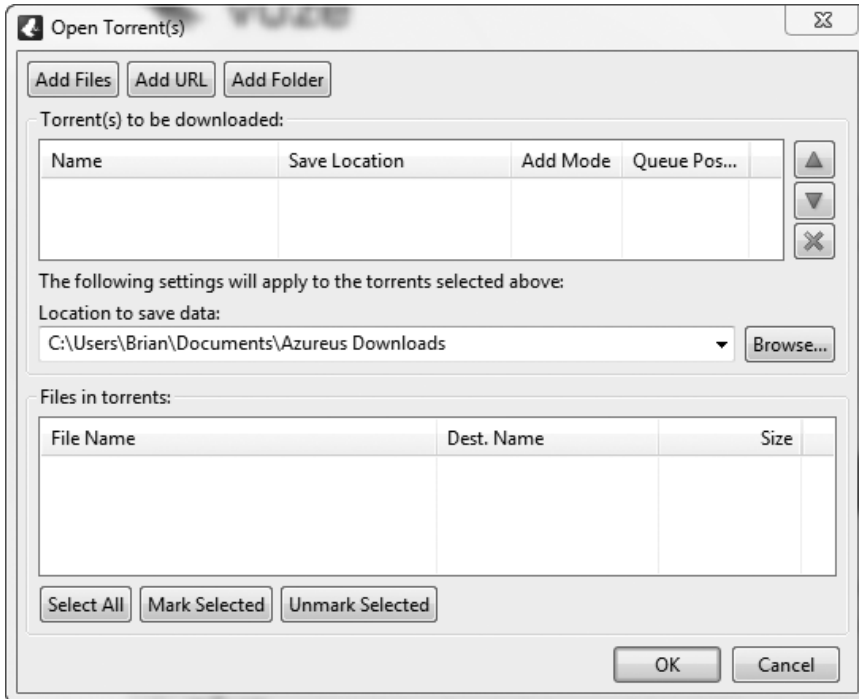 vuze
Open Torrent(s)
Add Files Add URL Add Folder
Torrent(s) to be downloaded:
Name Save Location Add Mode Queue Pos...
The following settings will apply to the torrents selected above:
Location to save data:
C:\Users\Brian\Documents\Azureus Downloads Browse...
Files in torrents:
File Name Dest. Name Size
Select All Mark Selected Unmark Selected
OK Cancel